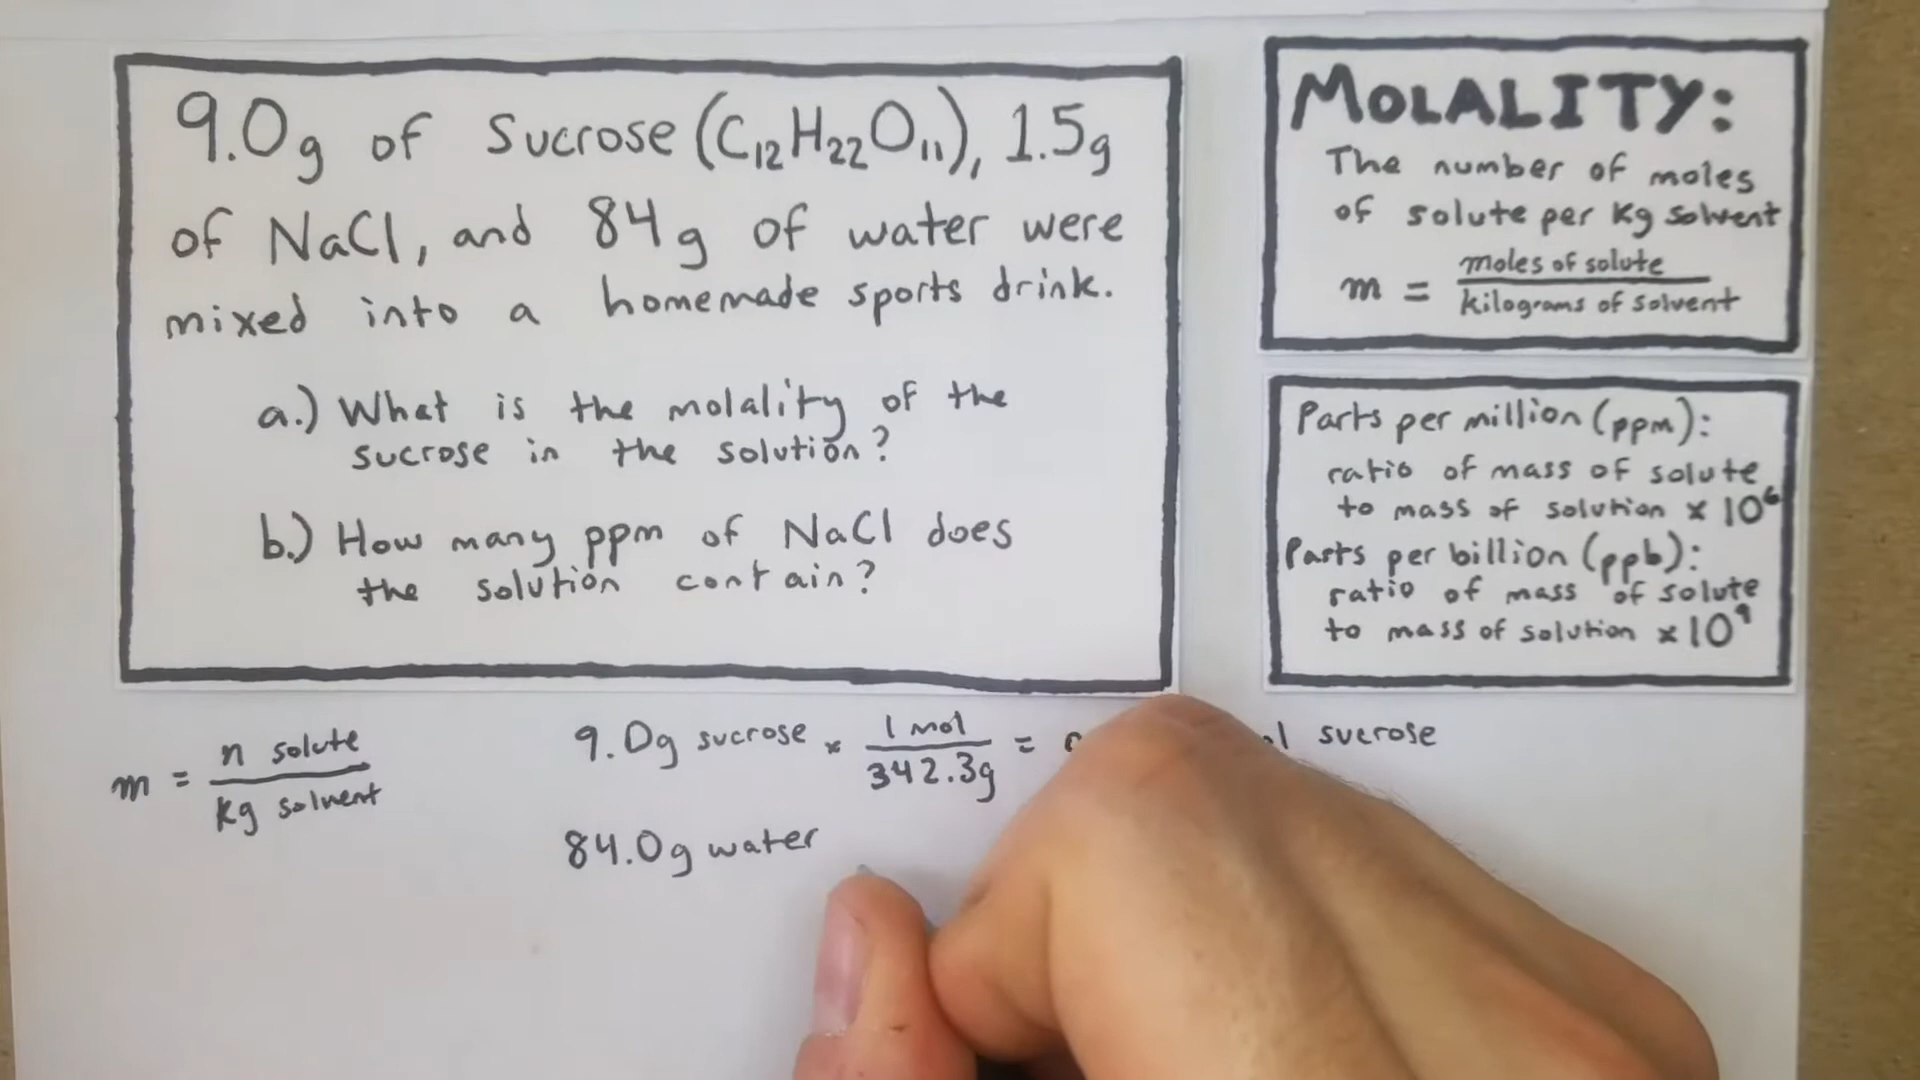 9.0g of Sucrose (C₁₂H₂₂O₁₁), 1.5g
of NaCl, and 84g of water were
mixed into a homemade sports drink.
a.) What is the molality of the
sucrose in the solution?
b.) How many ppm of NaCl does
the solution contain?
MOLALITY:
The number of moles
of solute per Kg solvent
m = moles of solute
kilograms of solvent
Parts per million (ppm):
ratio of mass of solute
to mass of solution x 10⁶
Parts per billion (ppb):
ratio of mass of solute
to mass of solution x 10⁹
m = n solute
kg solvent
9.0g sucrose x 1 mol =
342.3g
sucrose
84.0g water